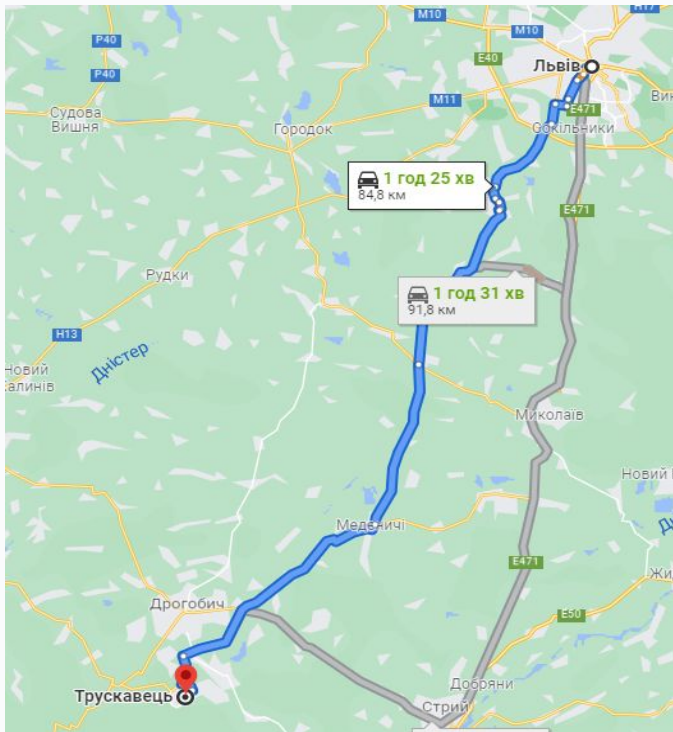 P40
M10
H17
M10
P40
E40
Львів
Судова
Вишня
M11
E471
Вин
Городок
Сокільники
1 год 25 хв
84,8 км
E471
Рудки
1 год 31 хв
91,8 км
H13
Дністер
Новий
Калинів
Миколаїв
Новий
Меденичі
E471
Дрогобич
E50
Трускавець
Добряни
Стрий